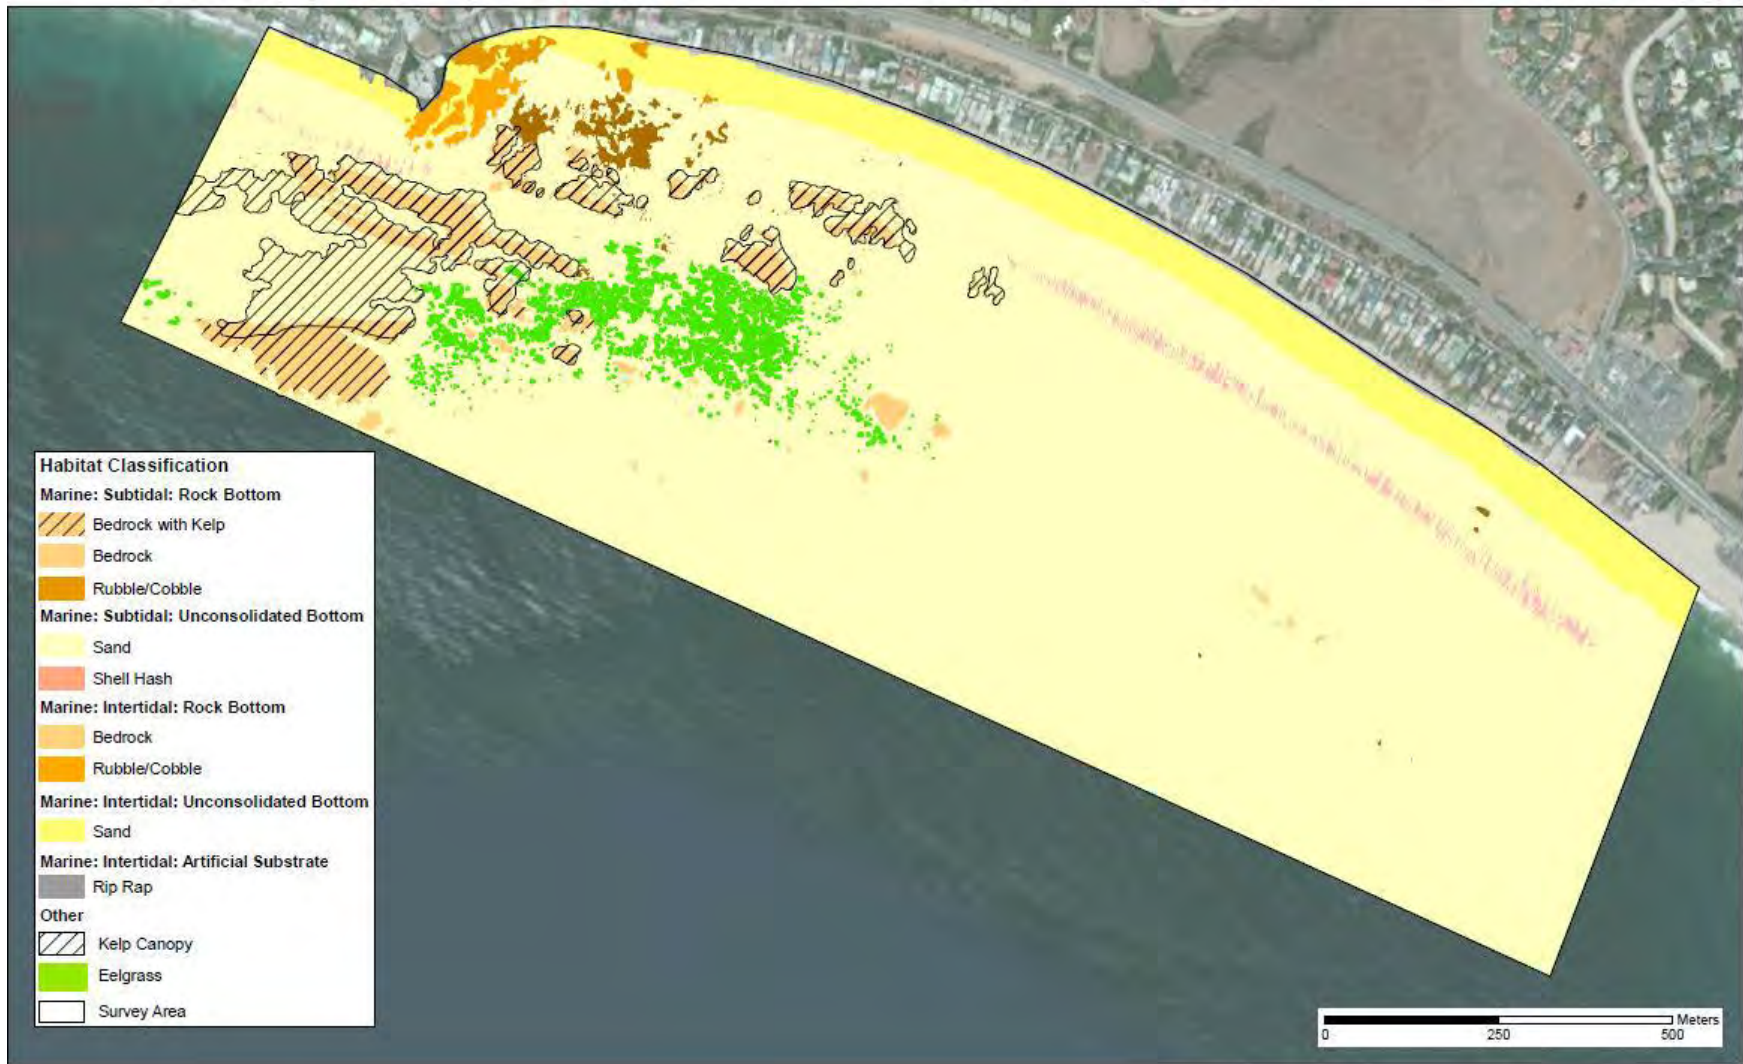 Habitat Classification
Marine: Subtidal: Rock Bottom
Bedrock with Kelp
Bedrock
Rubble/Cobble
Marine: Subtidal: Unconsolidated Bottom
Sand
Shell Hash
Marine: Intertidal: Rock Bottom
Bedrock
Rubble/Cobble
Marine: Intertidal: Unconsolidated Bottom
Sand
Marine: Intertidal: Artificial Substrate
Rip Rap
Other
Kelp Canopy
Eelgrass
Survey Area
Meters
0 250 500